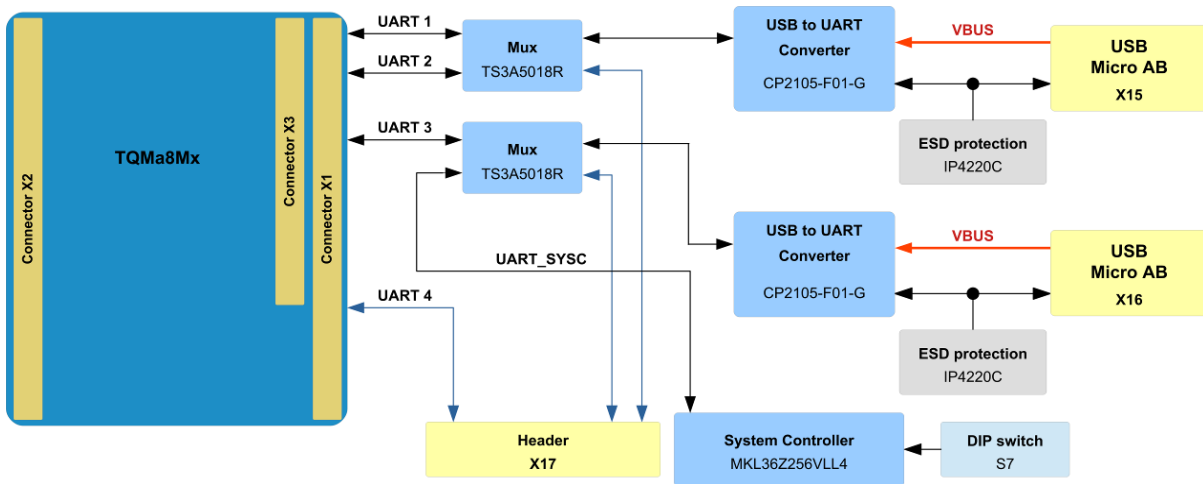 TQMa8Mx
Connector X2
Connector X3
Connector X1
UART 1
UART 2
UART 3
UART_SYSC
UART 4
Mux
TS3A5018R
Mux
TS3A5018R
USB to UART
Converter
CP2105-F01-G
VBUS
USB
Micro AB
X15
ESD protection
IP4220C
USB to UART
Converter
CP2105-F01-G
VBUS
USB
Micro AB
X16
ESD protection
IP4220C
Header
X17
System Controller
MKL36Z256VLL4
DIP switch
S7